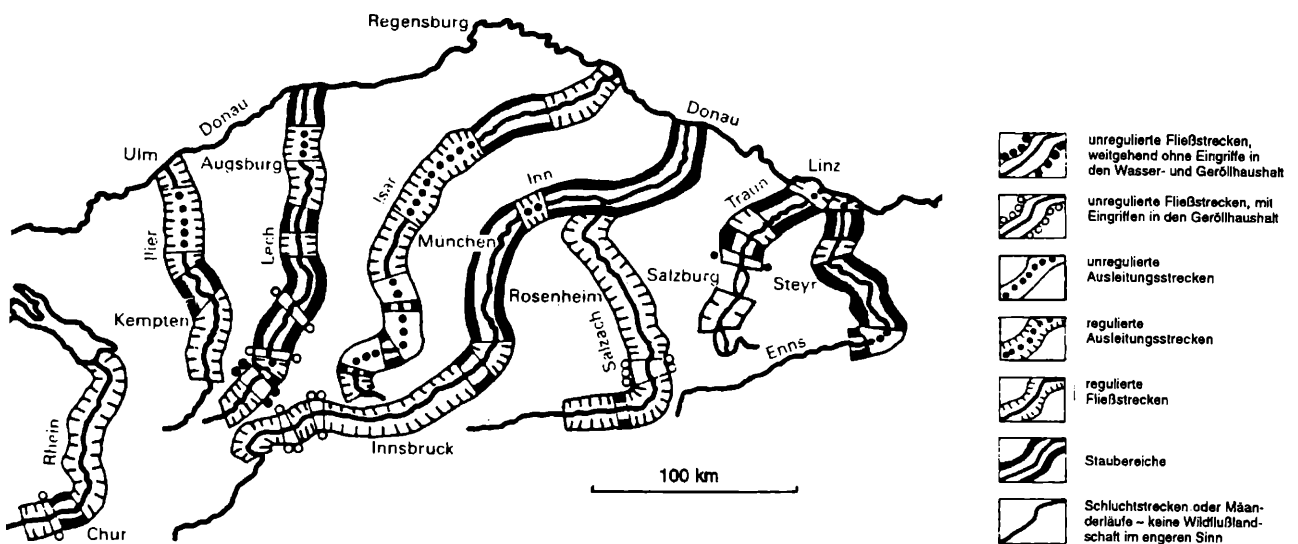 Regensburg
Donau
Donau
Ulm
Augsburg
Isar
Inn
Linz
Traun
Iller
Lech
München
Salzburg
Steyr
Rosenheim
Kempten
Salzach
Enns
Rhein
Innsbruck
100 km
Chur
unregulierte Fließstrecken,
weitgehend ohne Eingriffe in
den Wasser- und Geröllhaushalt
unregulierte Fließstrecken, mit
Eingriffen in den Geröllhaushalt
unregulierte
Ausleitungsstrecken
regulierte
Ausleitungsstrecken
regulierte
Fließstrecken
Staubereiche
Schluchtstrecken oder Mäan-
derläufe – keine Wildflußland-
schaft im engeren Sinn